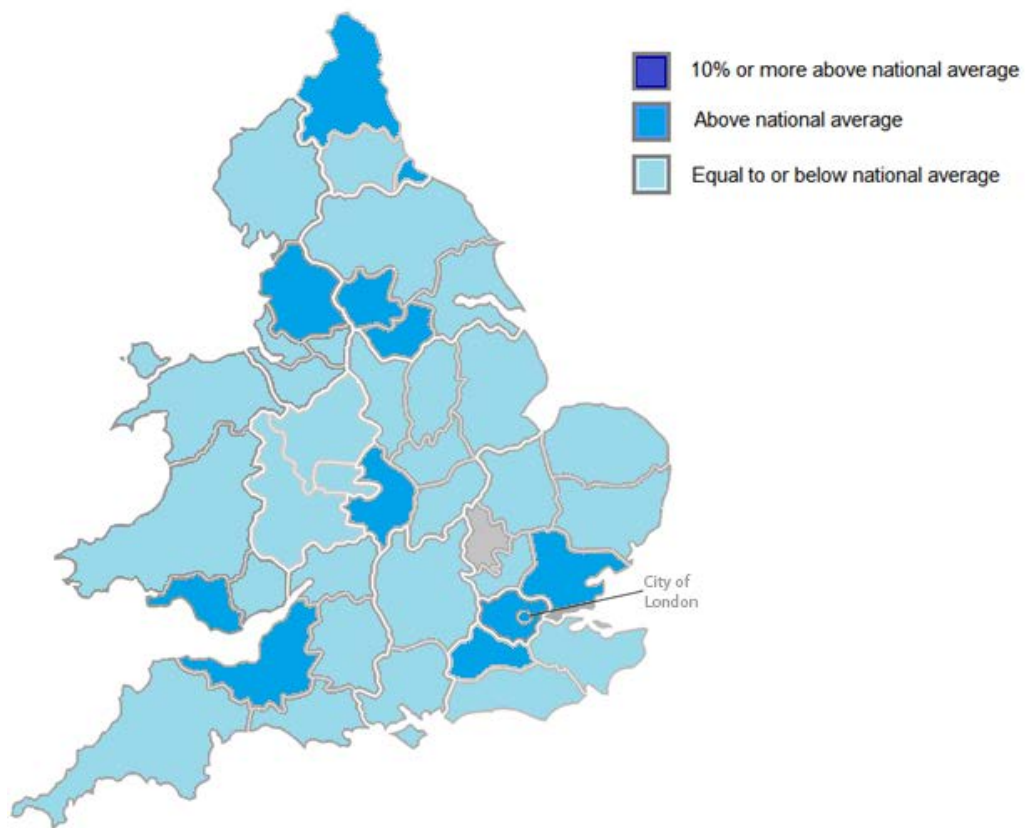 10% or more above national average
Above national average
Equal to or below national average
City of
London